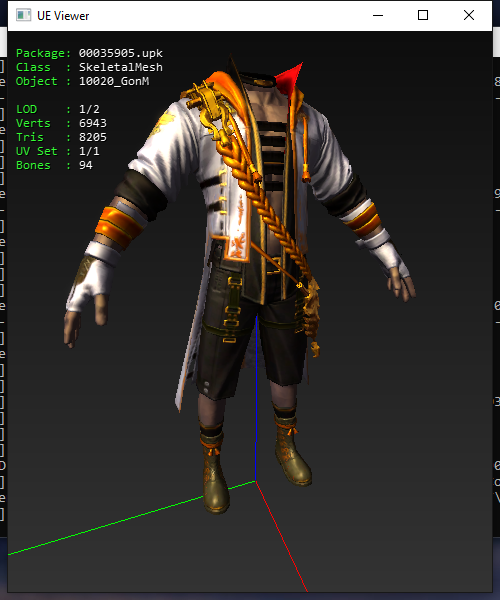 UE Viewer
Package: 00035905.upk
Class : SkeletalMesh
Object : 10020_GonM
LOD : 1/2
Verts : 6943
Tris : 8205
UV Set : 1/1
Bones : 94